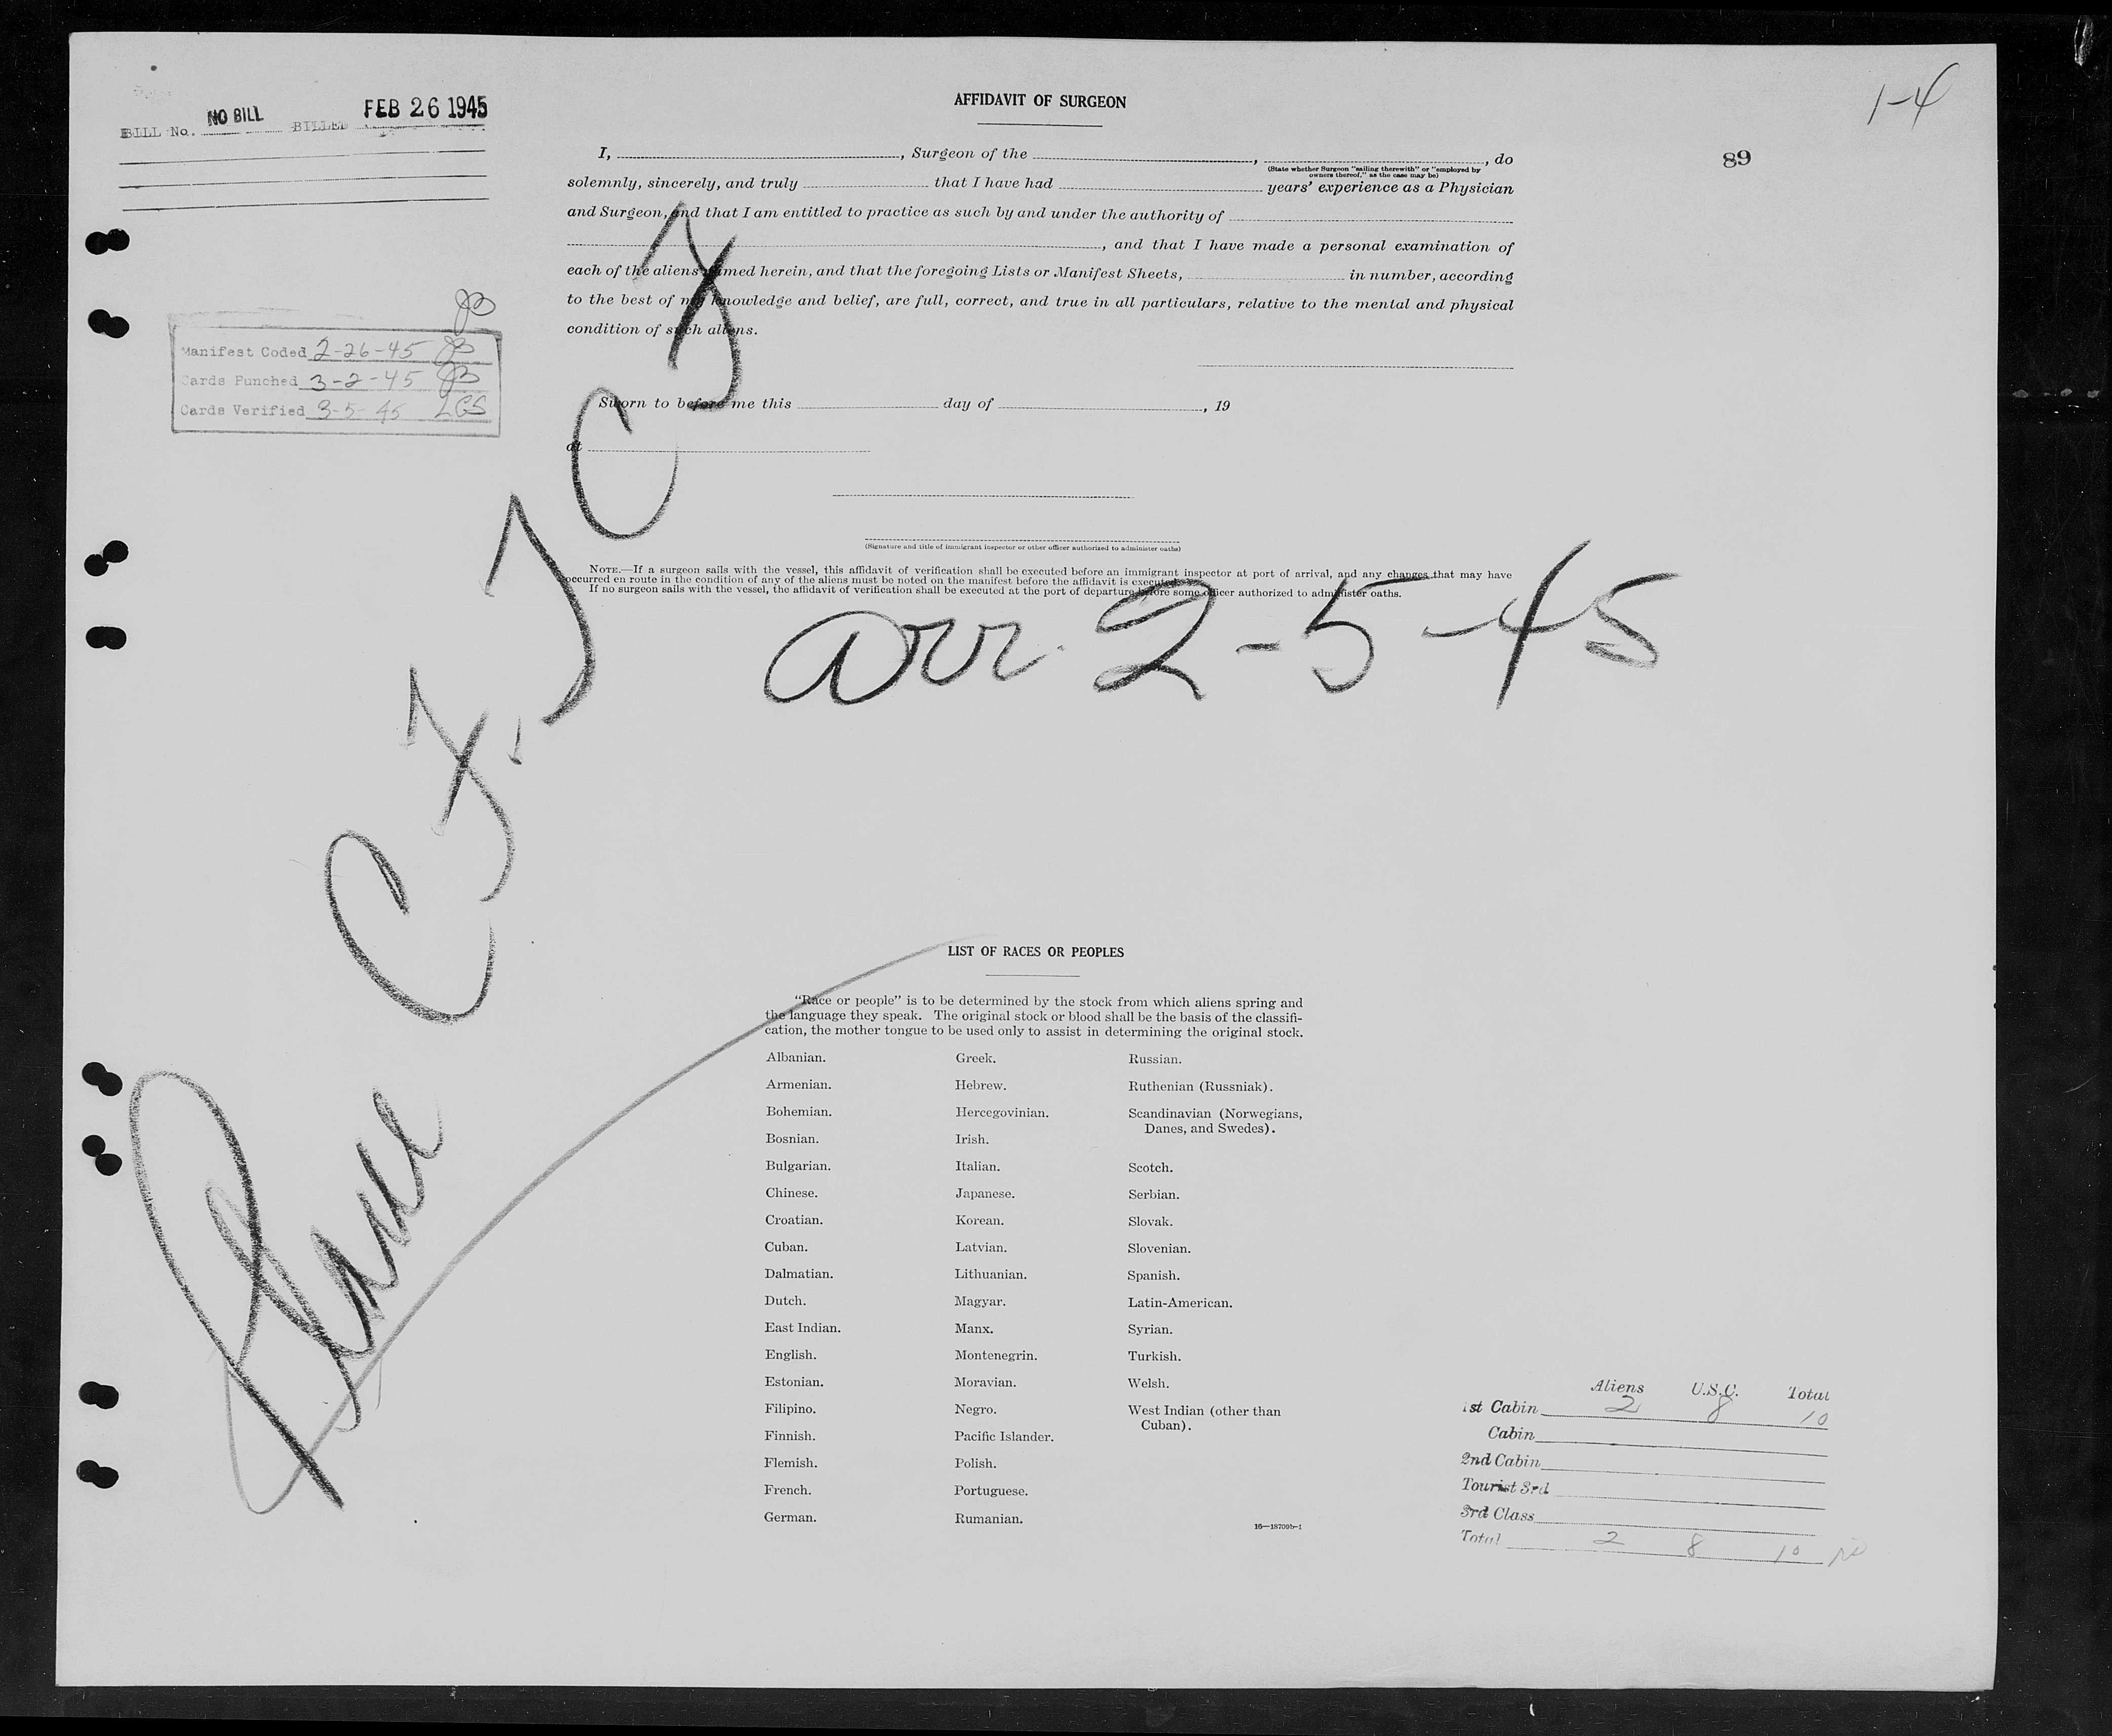 1-4
BILL No. NO BILL BILLED FEB 26 1945
AFFIDAVIT OF SURGEON
89
I, , Surgeon of the , , do
(State whether Surgeon "sailing therewith" or "employed by
owners thereof," as the case may be)
solemnly, sincerely, and truly that I have had years' experience as a Physician
and Surgeon, and that I am entitled to practice as such by and under the authority of
, and that I have made a personal examination of
each of the aliens named herein, and that the foregoing Lists or Manifest Sheets, in number, according
to the best of my knowledge and belief, are full, correct, and true in all particulars, relative to the mental and physical
condition of such aliens.
Manifest Coded 2-26-45 JB
Cards Punched 3-2-45 JB
Cards Verified 3-5-45 LGS
Sworn to before me this day of , 19
at
(Signature and title of immigrant inspector or other officer authorized to administer oaths)
NOTE.—If a surgeon sails with the vessel, this affidavit of verification shall be executed before an immigrant inspector at port of arrival, and any changes that may have
occurred en route in the condition of any of the aliens must be noted on the manifest before the affidavit is executed.
If no surgeon sails with the vessel, the affidavit of verification shall be executed at the port of departure before some officer authorized to administer oaths.
arr. 2-5-45
Plane
LIST OF RACES OR PEOPLES
"Race or people" is to be determined by the stock from which aliens spring and
the language they speak. The original stock or blood shall be the basis of the classifi-
cation, the mother tongue to be used only to assist in determining the original stock.
Albanian.
Armenian.
Bohemian.
Bosnian.
Bulgarian.
Chinese.
Croatian.
Cuban.
Dalmatian.
Dutch.
East Indian.
English.
Estonian.
Filipino.
Finnish.
Flemish.
French.
German.
Greek.
Hebrew.
Hercegovinian.
Irish.
Italian.
Japanese.
Korean.
Latvian.
Lithuanian.
Magyar.
Manx.
Montenegrin.
Moravian.
Negro.
Pacific Islander.
Polish.
Portuguese.
Rumanian.
Russian.
Ruthenian (Russniak).
Scandinavian (Norwegians,
Danes, and Swedes).
Scotch.
Serbian.
Slovak.
Slovenian.
Spanish.
Latin-American.
Syrian.
Turkish.
Welsh.
West Indian (other than
Cuban).
16—18709b-1
Aliens U.S.C. Total
1st Cabin 2 8 10
Cabin
2nd Cabin
Tourist 3rd
3rd Class
Total 2 8 10